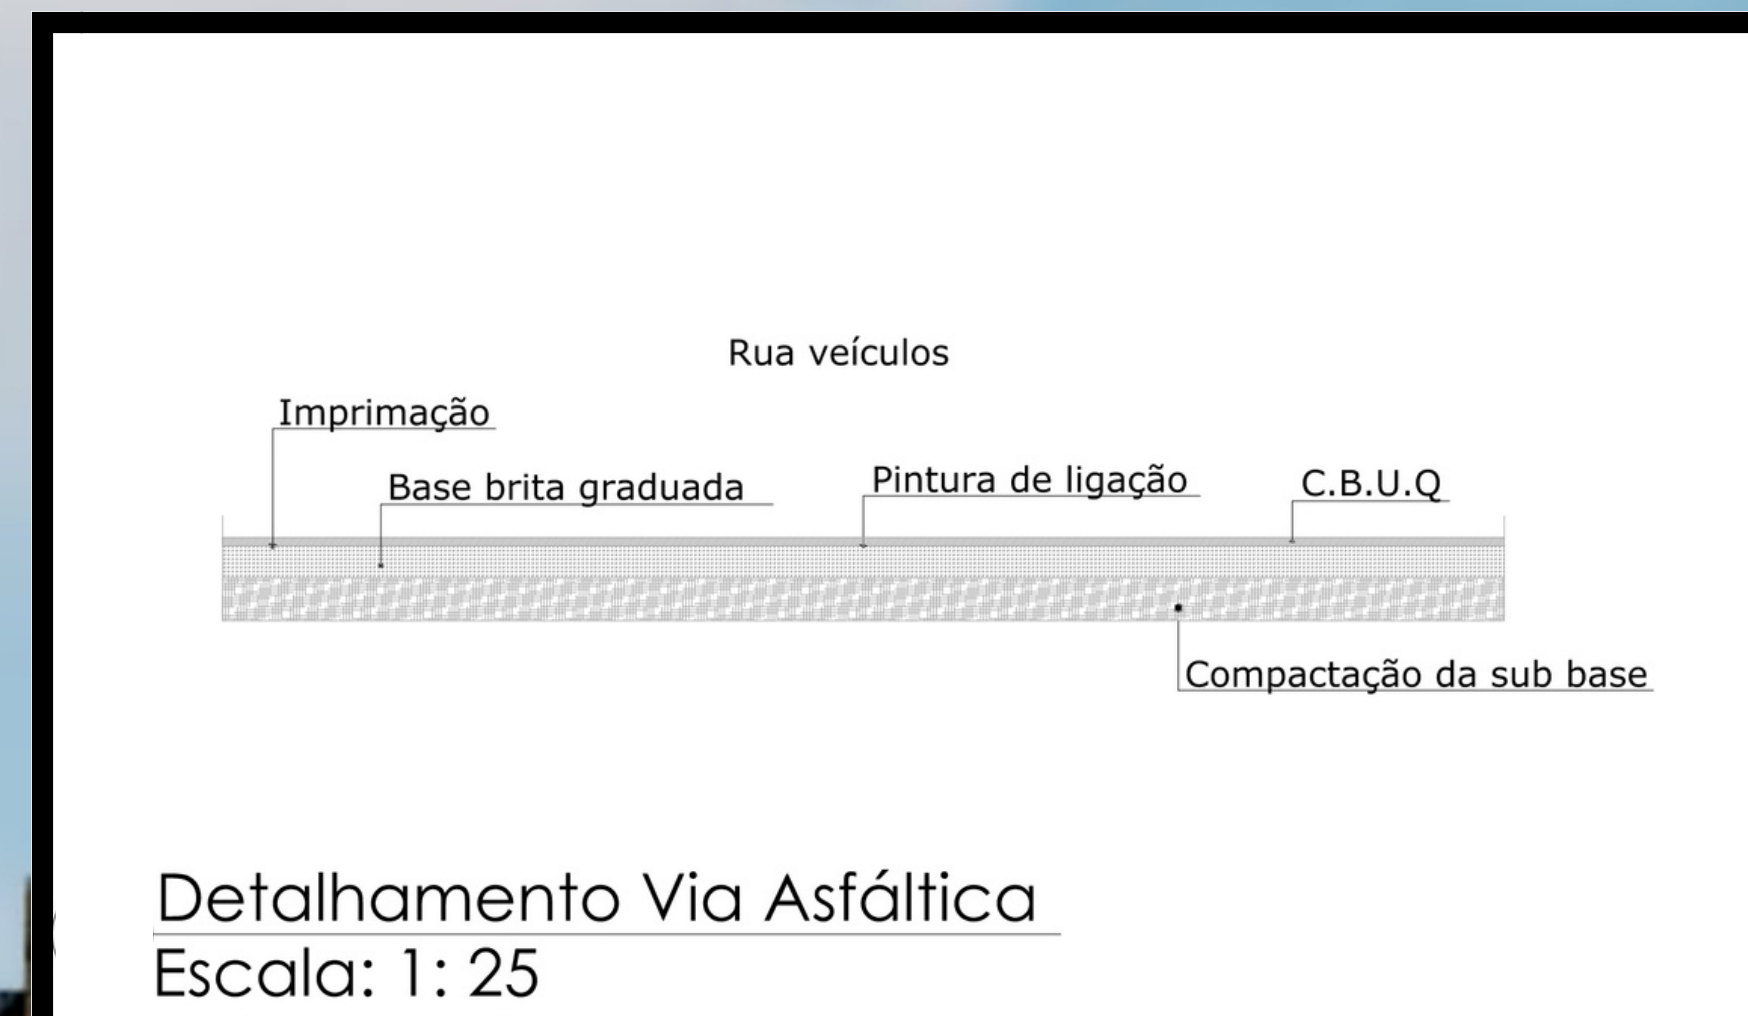 Rua veículos
Imprimação
Base brita graduada
Pintura de ligação
C.B.U.Q
Compactação da sub base
Detalhamento Via Asfáltica
Escala: 1: 25